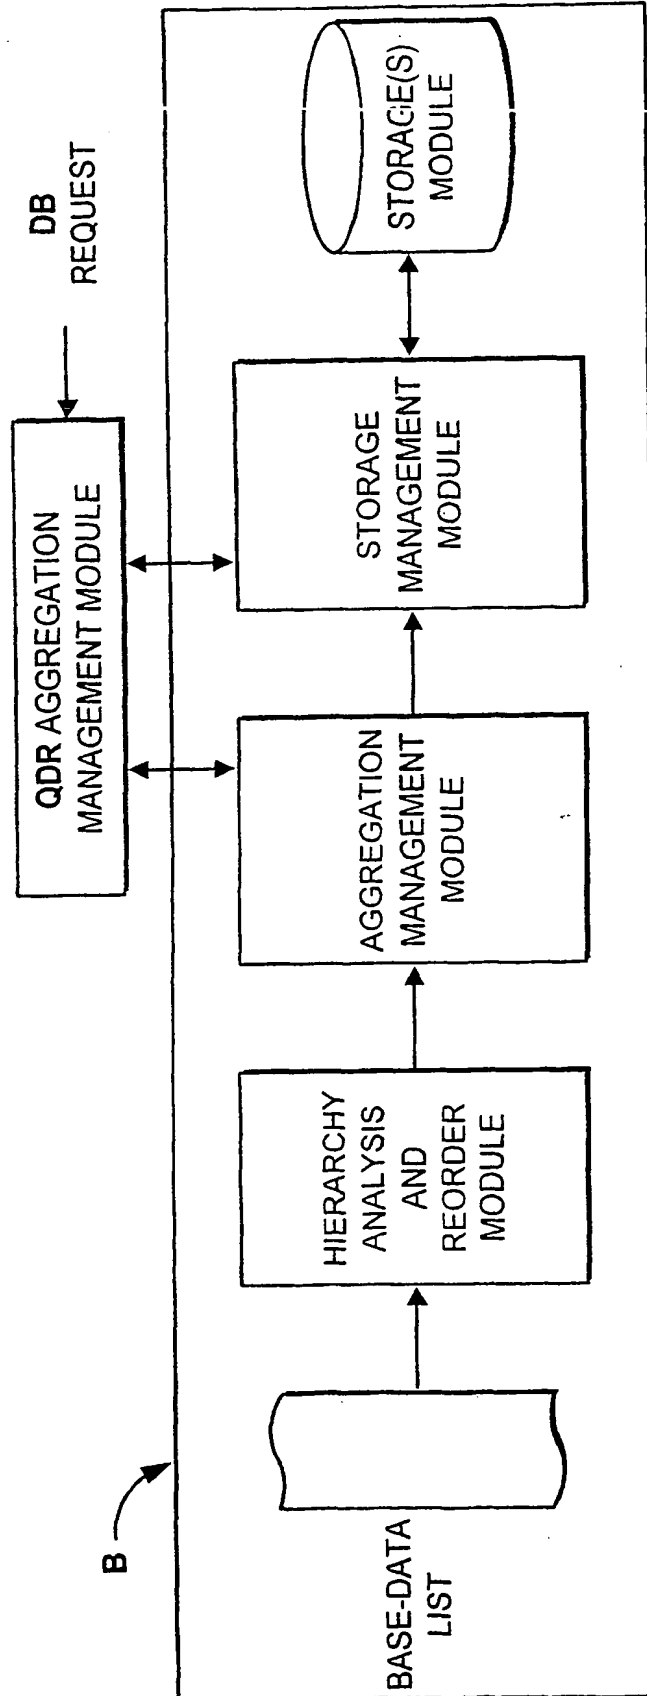 DB
REQUEST
QDR AGGREGATION
MANAGEMENT MODULE
B
BASE-DATA
LIST
HIERARCHY
ANALYSIS
AND
REORDER
MODULE
AGGREGATION
MANAGEMENT
MODULE
STORAGE
MANAGEMENT
MODULE
STORAGE(S)
MODULE